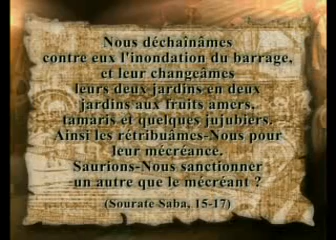 Nous déchaînâmes
contre eux l'inondation du barrage,
et leur changeâmes
leurs deux jardins en deux
jardins aux fruits amers,
tamaris et quelques jujubiers.
Ainsi les rétribuâmes-Nous pour
leur mécréance.
Saurions-Nous sanctionner
un autre que le mécréant ?
(Sourate Saba, 15-17)